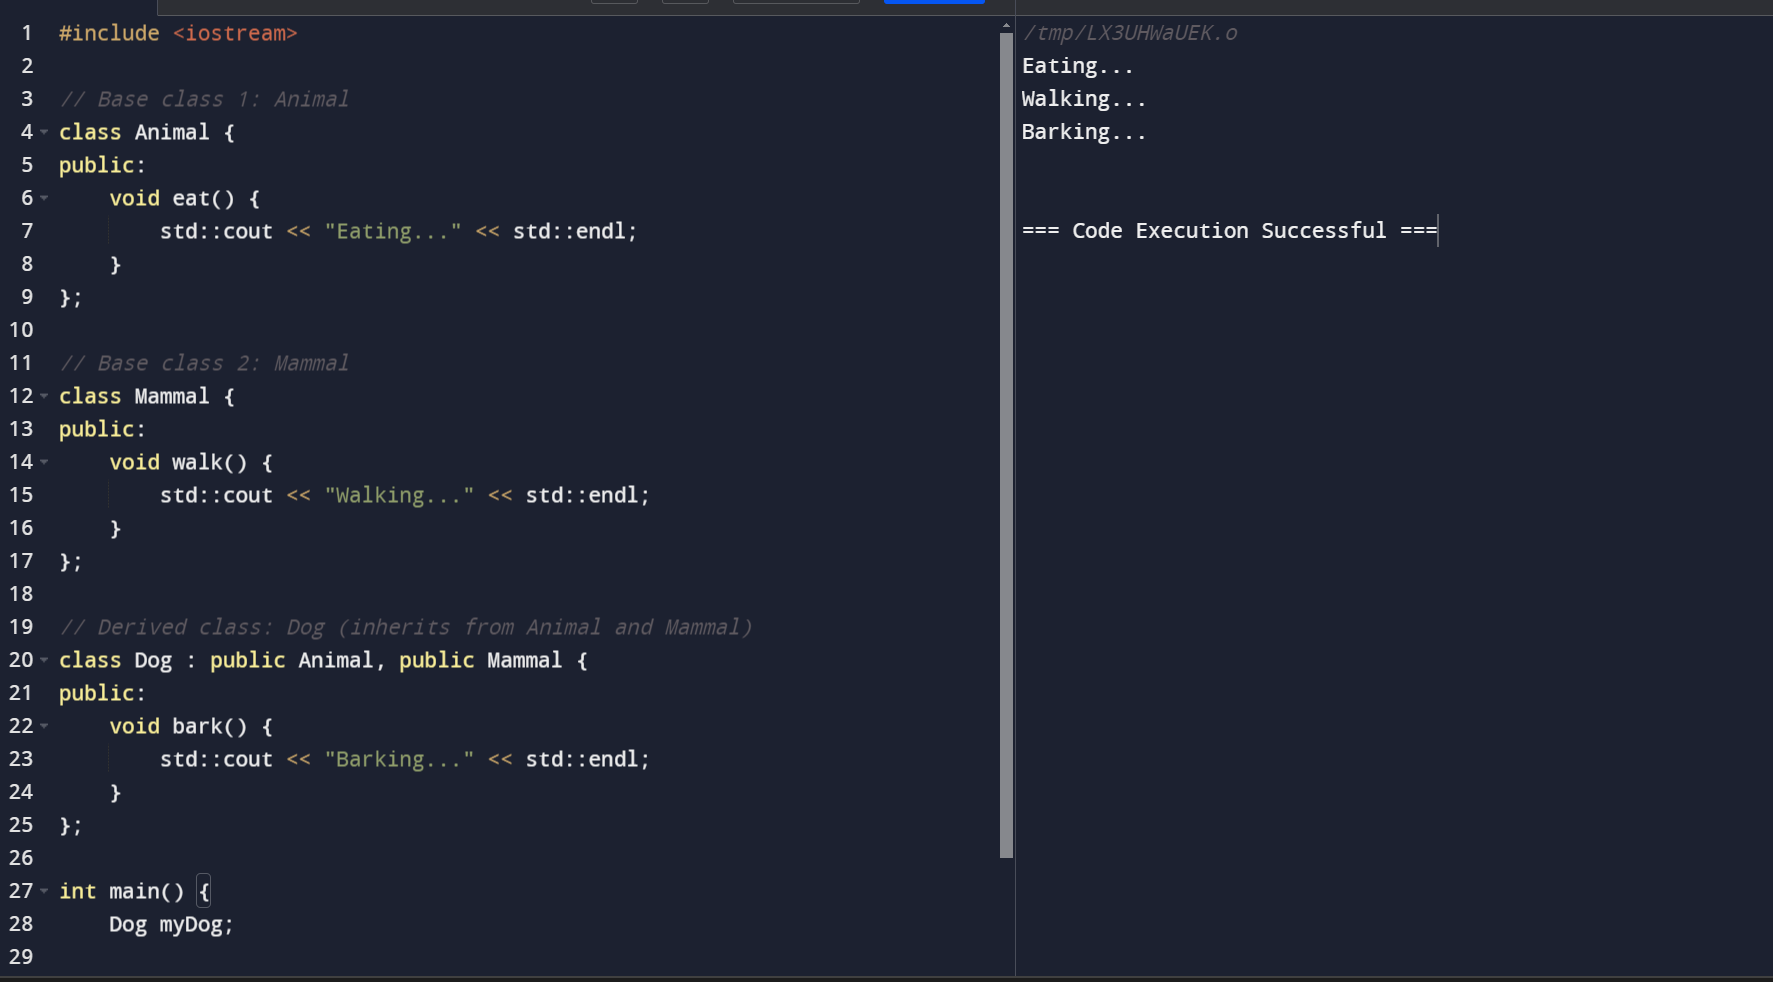 1 #include <iostream>
2
3 // Base class 1: Animal
4 class Animal {
5 public:
6     void eat() {
7         std::cout << "Eating..." << std::endl;
8     }
9 };
10
11 // Base class 2: Mammal
12 class Mammal {
13 public:
14     void walk() {
15         std::cout << "Walking..." << std::endl;
16     }
17 };
18
19 // Derived class: Dog (inherits from Animal and Mammal)
20 class Dog : public Animal, public Mammal {
21 public:
22     void bark() {
23         std::cout << "Barking..." << std::endl;
24     }
25 };
26
27 int main() {
28     Dog myDog;
29
/tmp/LX3UHWaUEK.o
Eating...
Walking...
Barking...
=== Code Execution Successful ===